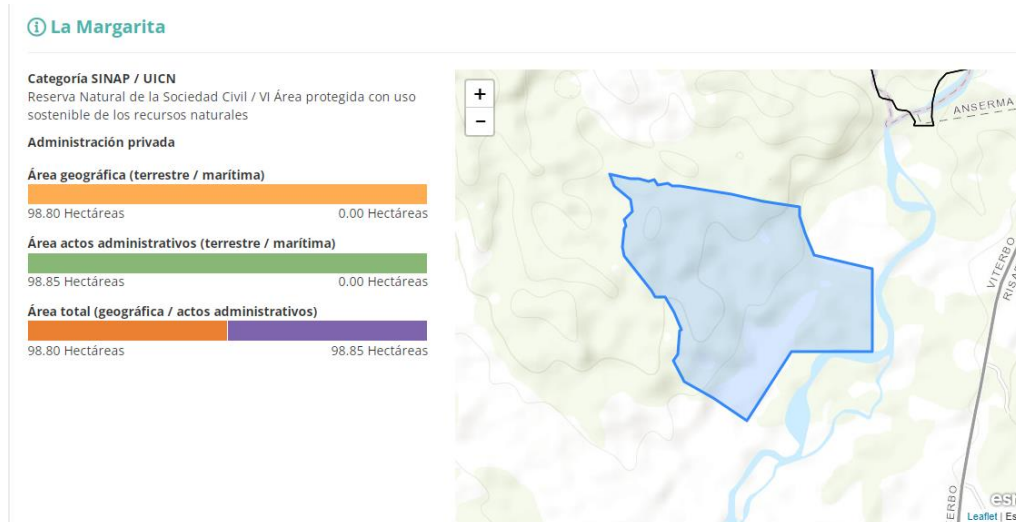 La Margarita
Categoría SINAP / UICN
Reserva Natural de la Sociedad Civil / VI Área protegida con uso
sostenible de los recursos naturales
Administración privada
Área geográfica (terrestre / marítima)
98.80 Hectáreas 0.00 Hectáreas
Área actos administrativos (terrestre / marítima)
98.85 Hectáreas 0.00 Hectáreas
Área total (geográfica / actos administrativos)
98.80 Hectáreas 98.85 Hectáreas
+
−
ANSERMA
VITERBO
RISA
ERBO
esr
Leaflet | Es